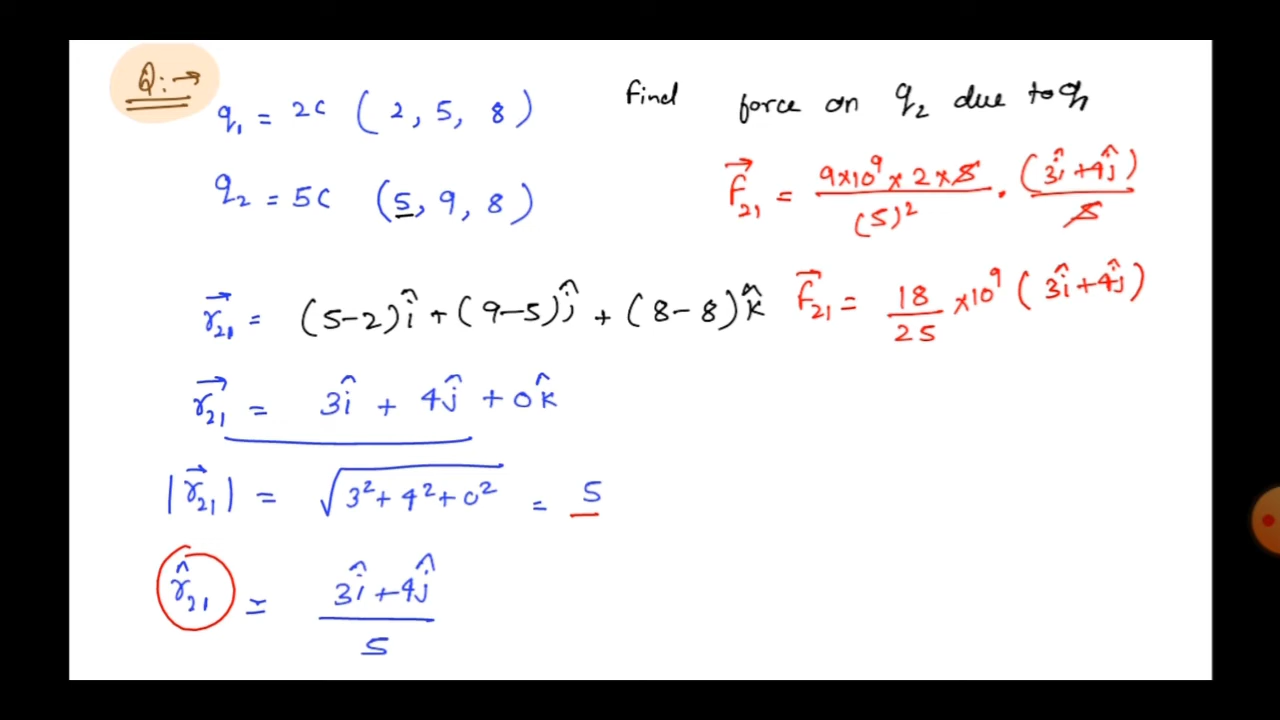 Q:→
q₁ = 2C (2, 5, 8) find force on q₂ due to q₁
q₂ = 5C (5, 9, 8)
F⃗₂₁ = (9×10⁹ × 2 × 5)/(5)² · (3î+4ĵ)/5
r⃗₂₁ = (5-2)î + (9-5)ĵ + (8-8)k̂
F⃗₂₁ = 18/25 ×10⁹ (3î+4ĵ)
r⃗₂₁ = 3î + 4ĵ + 0k̂
|r⃗₂₁| = √(3²+4²+0²) = 5
r̂₂₁ = (3î+4ĵ)/5